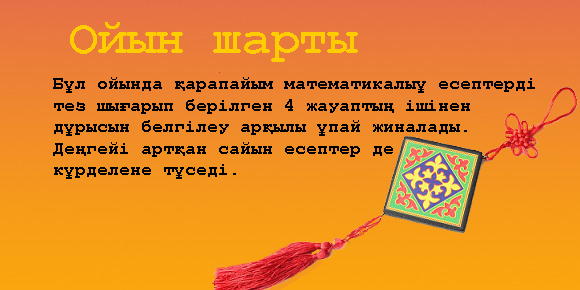 Ойын шарты
Бұл ойында қарапайым математикалыұ есептерді
тез шығарып берілген 4 жауаптың ішінен
дұрысын белгілеу арқылы ұпай жиналады.
Деңгейі артқан сайын есептер де
күрделене түседі.